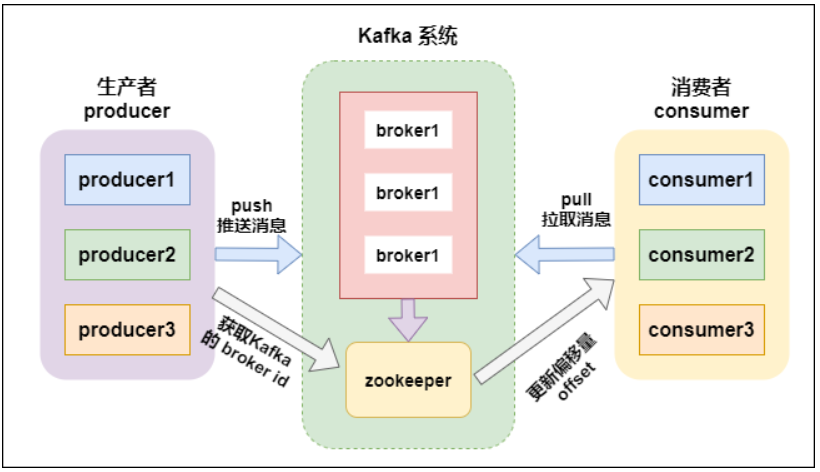 Kafka 系统
生产者
producer
producer1
producer2
producer3
push
推送消息
获取Kafka
的 broker id
broker1
broker1
broker1
zookeeper
pull
拉取消息
更新偏移量
offset
消费者
consumer
consumer1
consumer2
consumer3